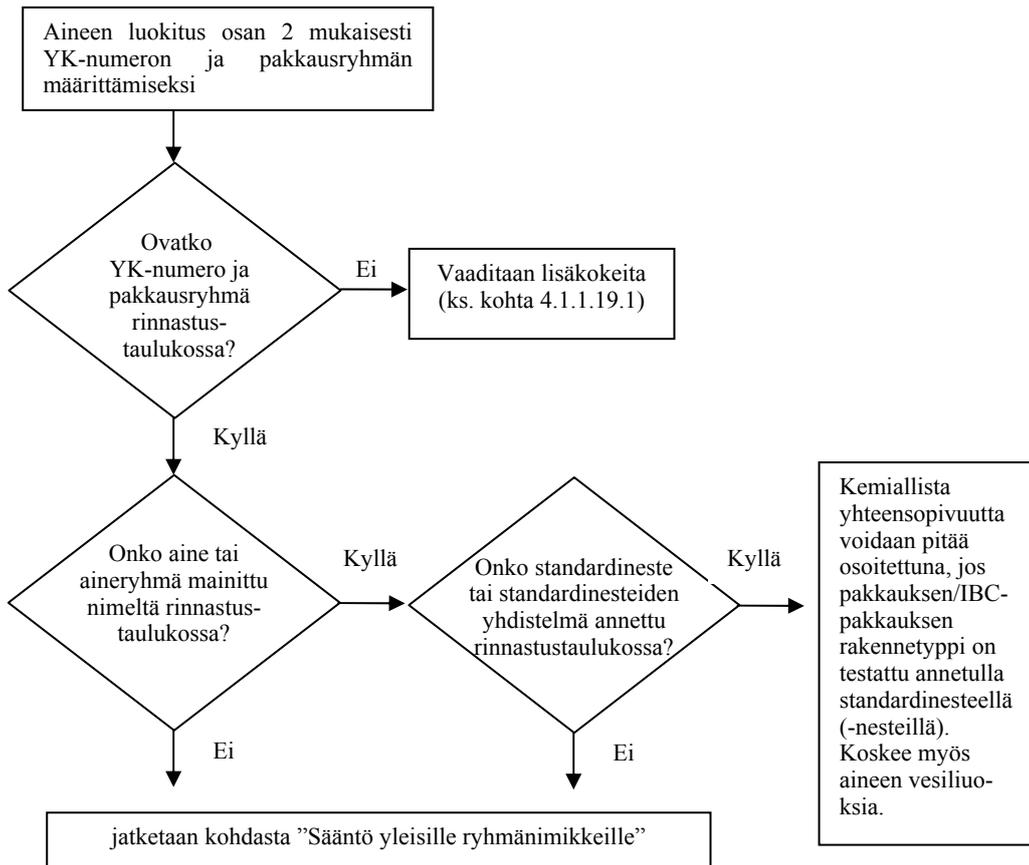 Aineen luokitus osan 2 mukaisesti
YK-numeron ja pakkausryhmän
määrittämiseksi
Ovatko
YK-numero ja
pakkausryhmä
rinnastus-
taulukossa?
Ei
Vaaditaan lisäkokeita
(ks. kohta 4.1.1.19.1)
Kyllä
Onko aine tai
aineryhmä mainittu
nimeltä rinnastus-
taulukossa?
Kyllä
Onko standardineste
tai standardinesteiden
yhdistelmä annettu
rinnastustaulukossa?
Kyllä
Kemiallista
yhteensopivuutta
voidaan pitää
osoitettuna, jos
pakkauksen/IBC-
pakkauksen
rakennetyppi on
testattu annetulla
standardinesteellä
(-nesteillä).
Koskee myös
aineen vesiliuo-
ksia.
Ei
Ei
jatketaan kohdasta ”Sääntö yleisille ryhmänimikkeille”